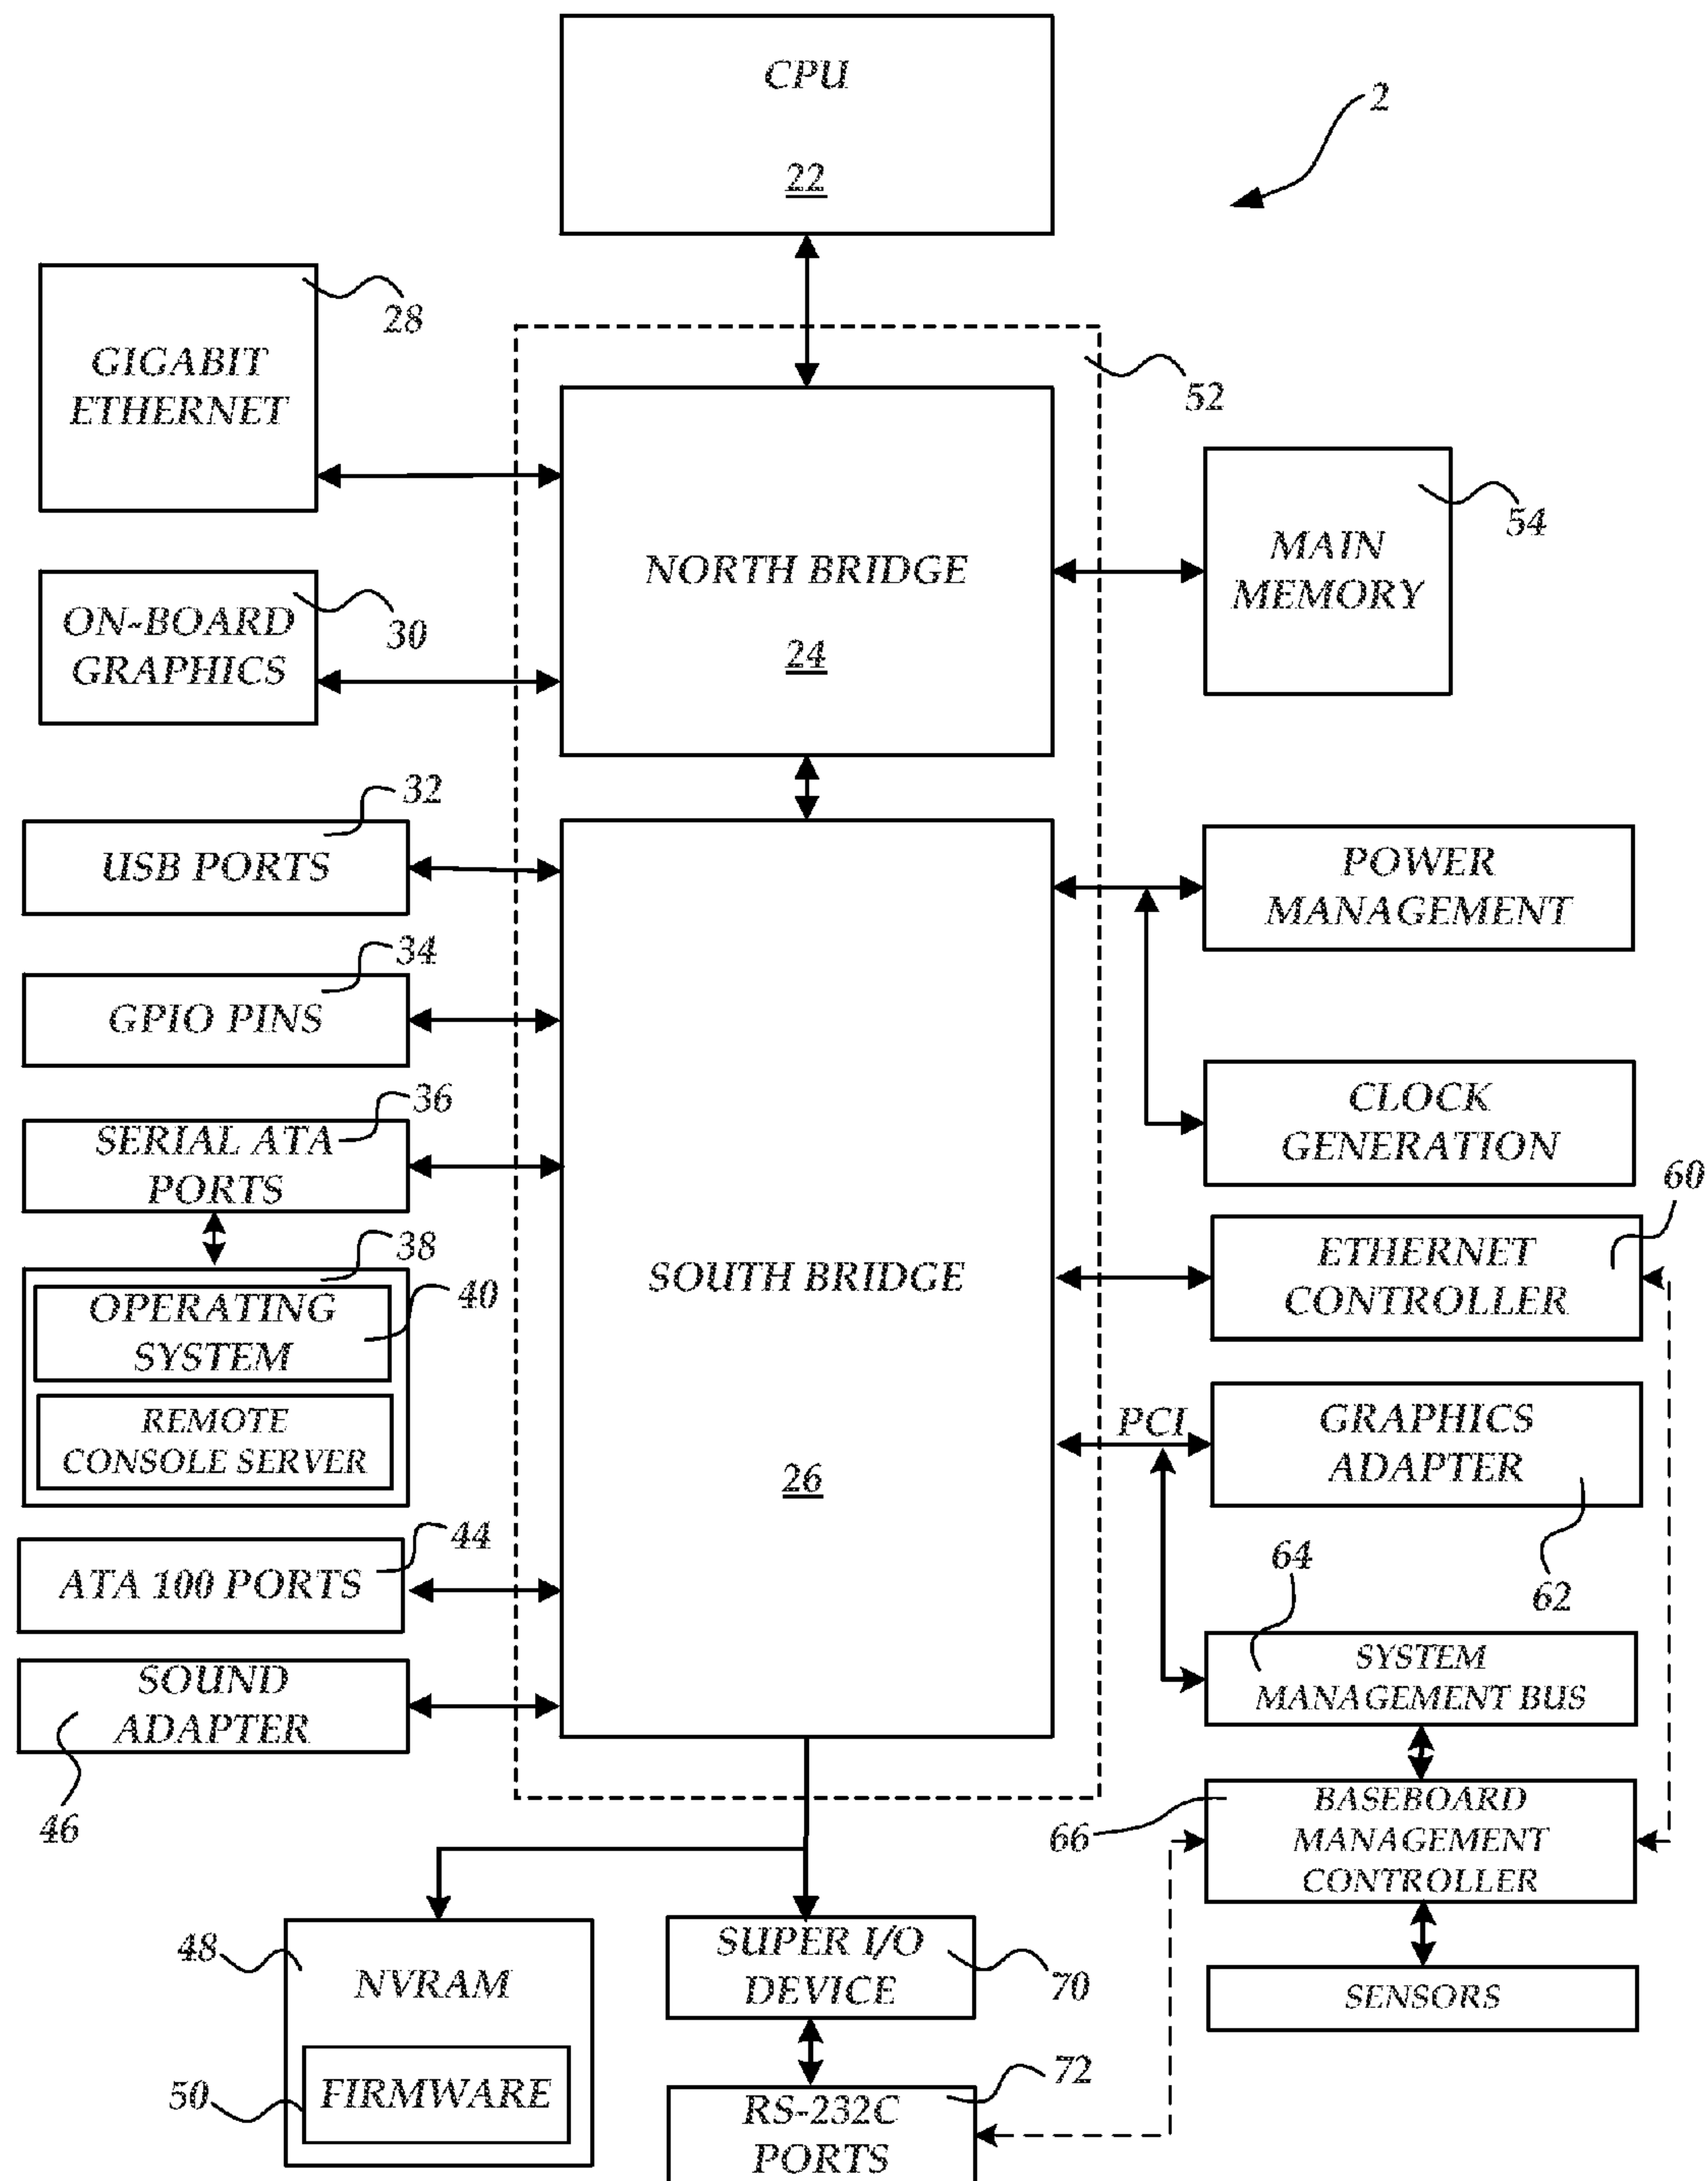 CPU
22
2
28
GIGABIT
ETHERNET
52
54
MAIN
MEMORY
NORTH BRIDGE
24
30
ON-BOARD
GRAPHICS
32
USB PORTS
POWER
MANAGEMENT
34
GPIO PINS
36
SERIAL ATA
PORTS
CLOCK
GENERATION
60
38
OPERATING
SYSTEM
40
ETHERNET
CONTROLLER
SOUTH BRIDGE
26
REMOTE
CONSOLE SERVER
PCI
GRAPHICS
ADAPTER
62
44
ATA 100 PORTS
64
SYSTEM
MANAGEMENT BUS
SOUND
ADAPTER
46
66
BASEBOARD
MANAGEMENT
CONTROLLER
48
NVRAM
SUPER I/O
DEVICE
70
SENSORS
50
FIRMWARE
72
RS-232C
PORTS